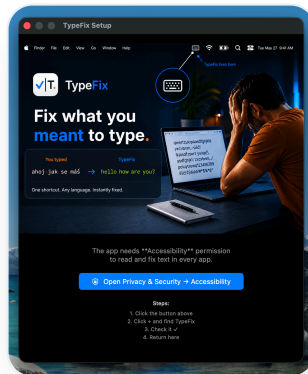 TypeFix Setup
Finder File Edit View Go Window Help
Tue May 27 9:41 AM
TypeFix lives here
TypeFix
Fix what you
meant to type.
You typed: TypeFix
ahoj jak se máš → hello how are you?
One shortcut. Any language. Instantly fixed.
The app needs **Accessibility** permission
to read and fix text in every app.
Open Privacy & Security → Accessibility
Steps:
1. Click the button above
2. Click + and find TypeFix
3. Check it ✓
4. Return here